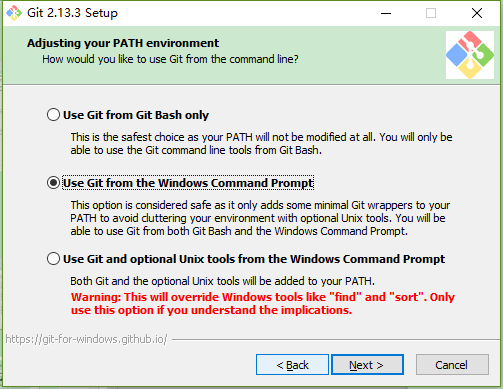 Git 2.13.3 Setup
Adjusting your PATH environment
How would you like to use Git from the command line?
Use Git from Git Bash only
This is the safest choice as your PATH will not be modified at all. You will only
be able to use the Git command line tools from Git Bash.
Use Git from the Windows Command Prompt
This option is considered safe as it only adds some minimal Git wrappers to your
PATH to avoid cluttering your environment with optional Unix tools. You will be
able to use Git from both Git Bash and the Windows Command Prompt.
Use Git and optional Unix tools from the Windows Command Prompt
Both Git and the optional Unix tools will be added to your PATH.
Warning: This will override Windows tools like "find" and "sort". Only
use this option if you understand the implications.
https://git-for-windows.github.io/
< Back
Next >
Cancel